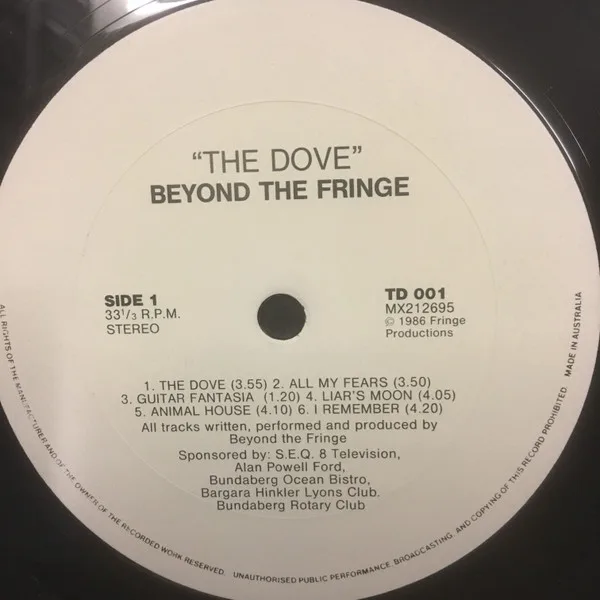 “THE DOVE”
BEYOND THE FRINGE
SIDE 1
33¹/₃ R.P.M.
STEREO
TD 001
MX212695
© 1986 Fringe
Productions
1. THE DOVE (3.55) 2. ALL MY FEARS (3.50)
3. GUITAR FANTASIA (1.20) 4. LIAR'S MOON (4.05)
5. ANIMAL HOUSE (4.10) 6. I REMEMBER (4.20)
All tracks written, performed and produced by
Beyond the Fringe
Sponsored by: S.E.Q. 8 Television,
Alan Powell Ford,
Bundaberg Ocean Bistro,
Bargara Hinkler Lyons Club.
Bundaberg Rotary Club
ALL RIGHTS OF THE MANUFACTURER AND OF THE OWNER OF THE RECORDED WORK RESERVED. UNAUTHORISED PUBLIC PERFORMANCE, BROADCASTING, AND COPYING OF THIS RECORD PROHIBITED. MADE IN AUSTRALIA